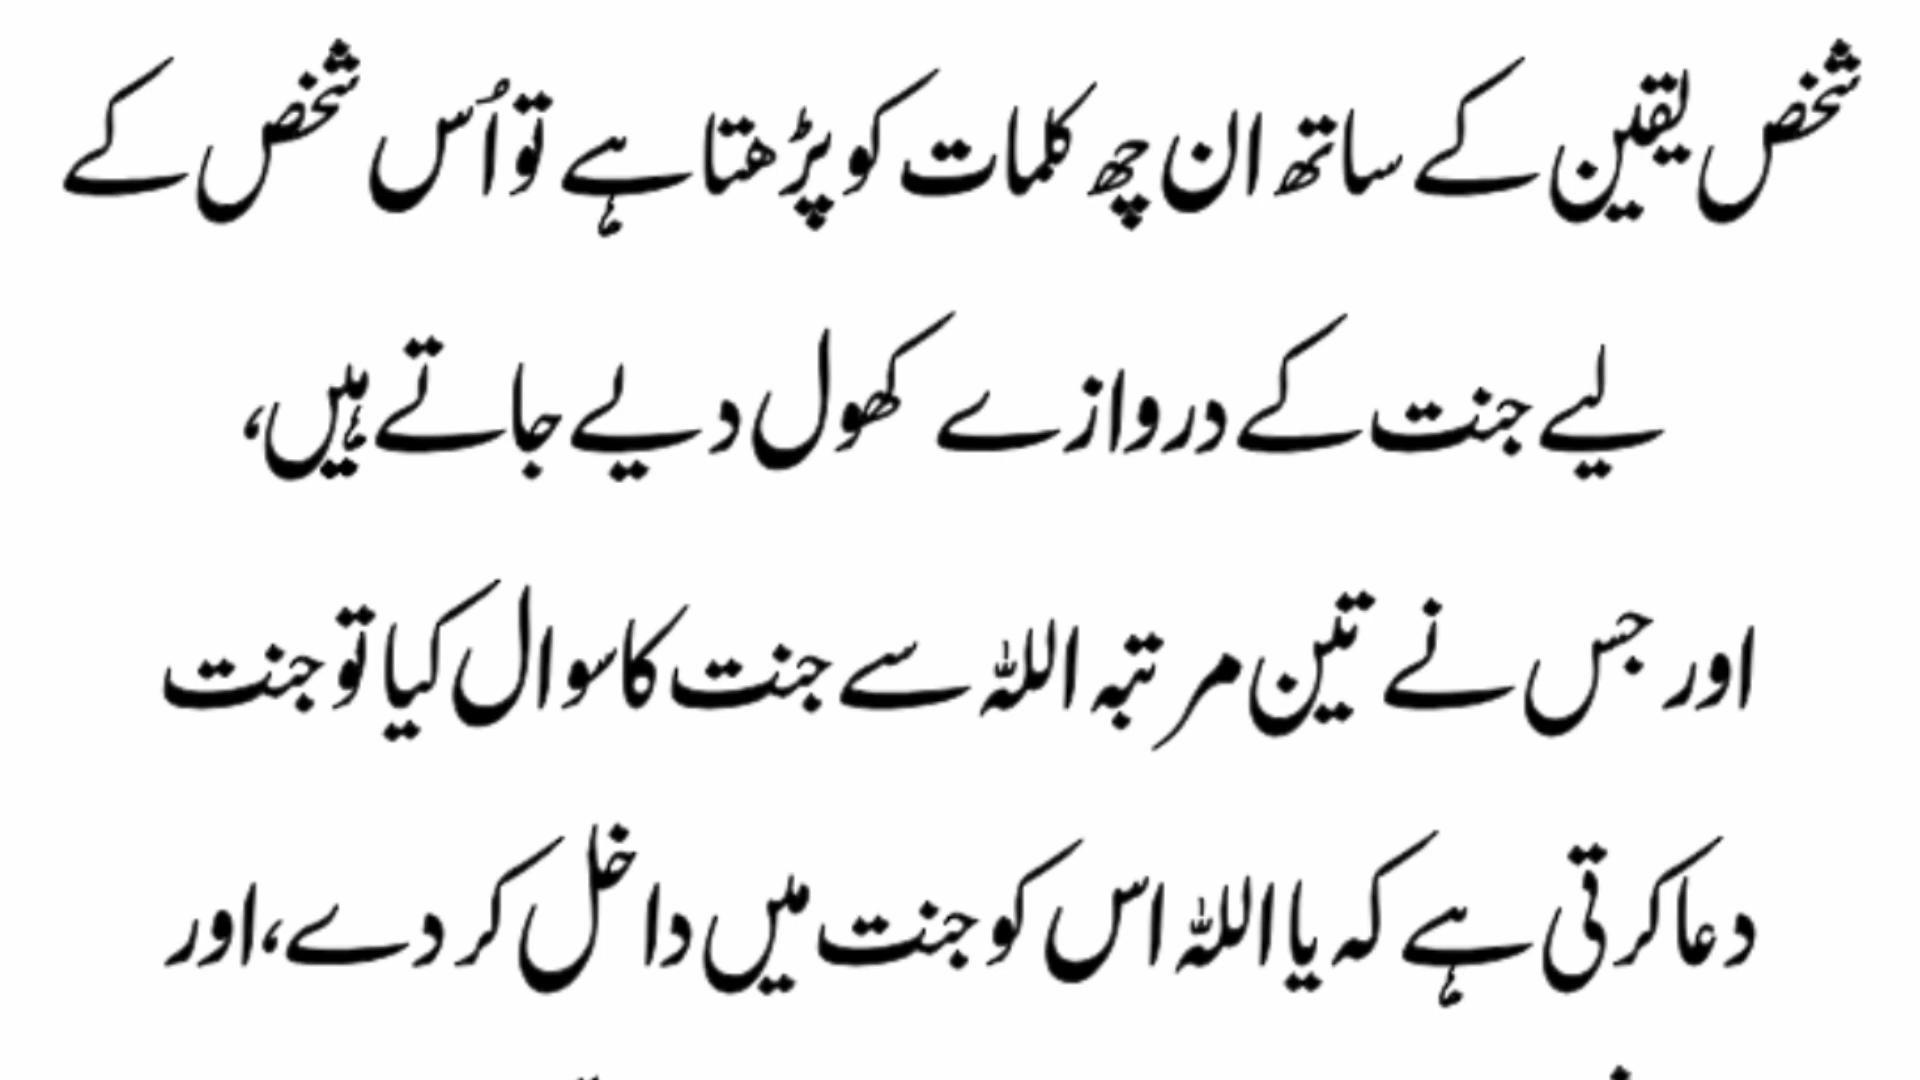 شخص یقین کے ساتھ ان چھ کلمات کو پڑھتا ہے تو اُس شخص کے
لیے جنت کے دروازے کھول دیے جاتے ہیں،
اور جس نے تین مرتبہ اللہ سے جنت کا سوال کیا تو جنت
دعا کرتی ہے کہ یا اللہ اس کو جنت میں داخل کر دے، اور